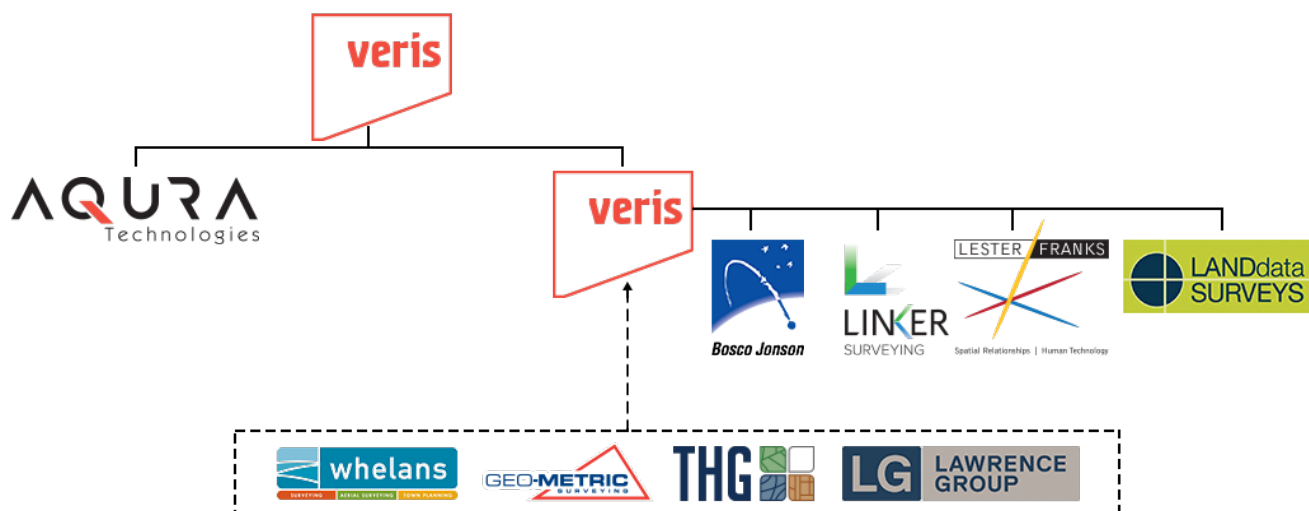 veris
AQURA
Technologies
veris
Bosco Jonson
LINKER
SURVEYING
LESTER FRANKS
Spatial Relationships | Human Technology
LANDdata
SURVEYS
whelans
SURVEYING AERIAL SURVEYING TOWN PLANNING
GEO-METRIC
SURVEYING
THG
LG
LAWRENCE
GROUP